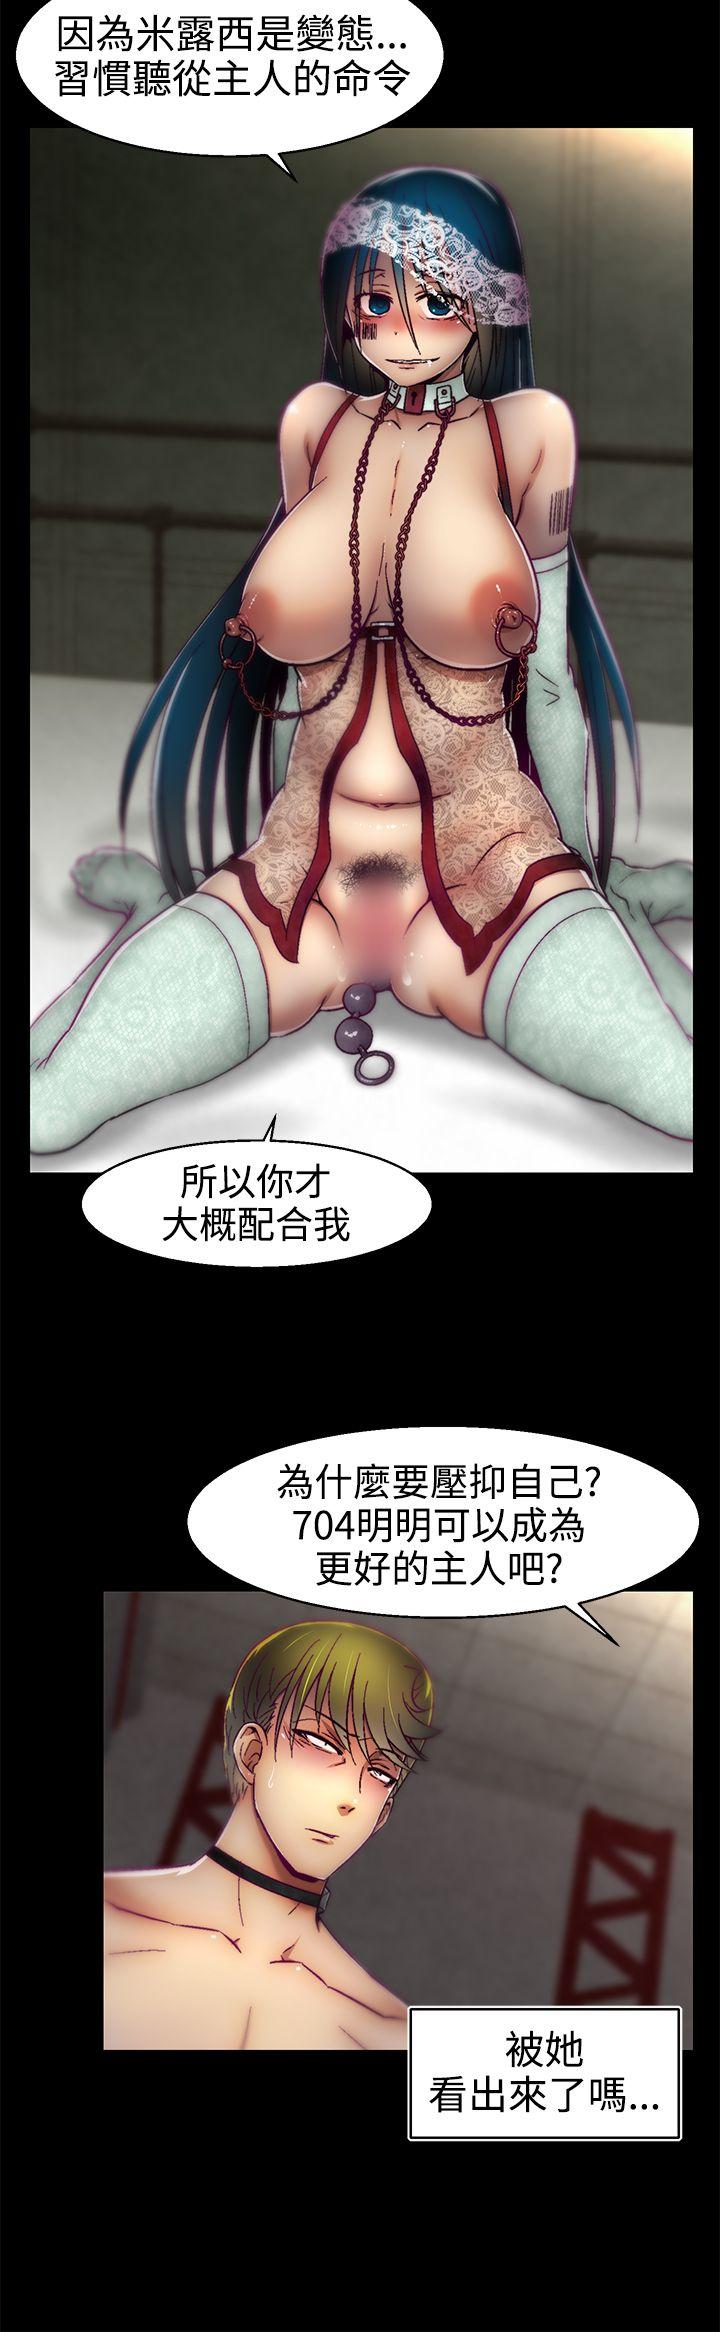 因為米露西是變態...
習慣聽從主人的命令
所以你才
大概配合我
為什麼要壓抑自己?
704明明可以成為
更好的主人吧?
被她
看出來了嗎...